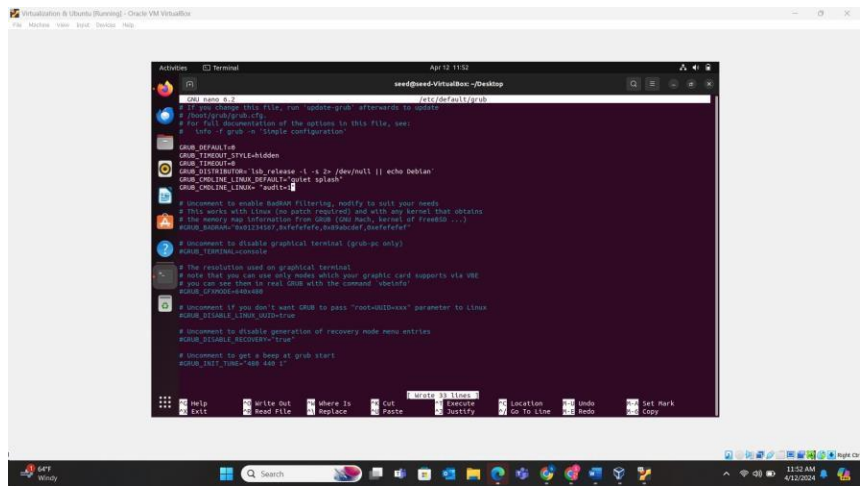 Virtualization & Ubuntu [Running] - Oracle VM VirtualBox
File Machine View Input Devices Help
Activities Terminal Apr 12 11:52
seed@seed-VirtualBox: ~/Desktop
GNU nano 6.2 /etc/default/grub
# If you change this file, run 'update-grub' afterwards to update
# /boot/grub/grub.cfg.
# For full documentation of the options in this file, see:
#   info -f grub -n 'Simple configuration'
GRUB_DEFAULT=0
GRUB_TIMEOUT_STYLE=hidden
GRUB_TIMEOUT=0
GRUB_DISTRIBUTOR=`lsb_release -i -s 2> /dev/null || echo Debian`
GRUB_CMDLINE_LINUX_DEFAULT="quiet splash"
GRUB_CMDLINE_LINUX= "audit=1"
# Uncomment to enable BadRAM filtering, modify to suit your needs
# This works with Linux (no patch required) and with any kernel that obtains
# the memory map information from GRUB (GNU Mach, kernel of FreeBSD ...)
#GRUB_BADRAM="0x01234567,0xfefefefe,0x89abcdef,0xefefefef"
# Uncomment to disable graphical terminal (grub-pc only)
#GRUB_TERMINAL=console
# The resolution used on graphical terminal
# note that you can use only modes which your graphic card supports via VBE
# you can see them in real GRUB with the command `vbeinfo'
#GRUB_GFXMODE=640x480
# Uncomment if you don't want GRUB to pass "root=UUID=xxx" parameter to Linux
#GRUB_DISABLE_LINUX_UUID=true
# Uncomment to disable generation of recovery mode menu entries
#GRUB_DISABLE_RECOVERY="true"
# Uncomment to get a beep at grub start
#GRUB_INIT_TUNE="480 440 1"
[ Wrote 33 lines ]
^G Help ^O Write Out ^W Where Is ^K Cut ^T Execute ^C Location M-U Undo M-A Set Mark
^X Exit ^R Read File ^\ Replace ^U Paste ^J Justify ^/ Go To Line M-E Redo M-6 Copy
Right Ctr
64°F
Windy
Search
11:52 AM
4/12/2024